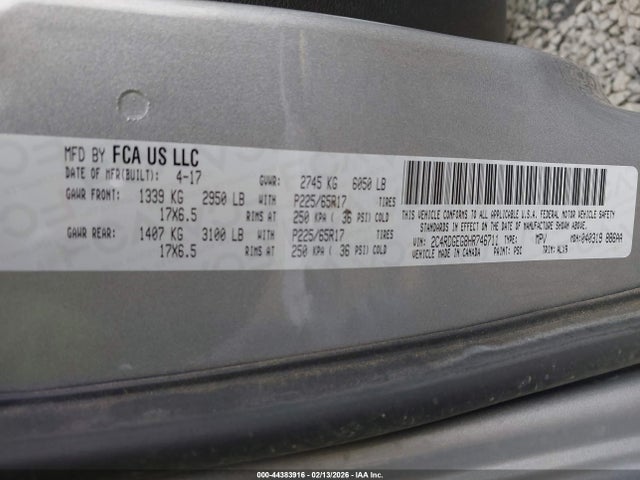 MFD BY FCA US LLC
DATE OF MFR(BUILT): 4-17 GVWR: 2745 KG 6050 LB
GAWR FRONT: 1339 KG 2950 LB WITH P225/65R17 TIRES
17X6.5 RIMS AT 250 KPA ( 36 PSI) COLD
GAWR REAR: 1407 KG 3100 LB WITH P225/65R17 TIRES
17X6.5 RIMS AT 250 KPA ( 36 PSI) COLD
THIS VEHICLE CONFORMS TO ALL APPLICABLE U.S.A. FEDERAL MOTOR VEHICLE SAFETY
STANDARDS IN EFFECT ON THE DATE OF MANUFACTURE SHOWN ABOVE.
VIN: 2C4RDGEG8HR746711 TYPE: MPV MDH: 040319 886AA
VEHICLE MADE IN CANADA PAINT: PSC TRIM: ALX9
000-44383916 - 02/13/2026 - IAA Inc.